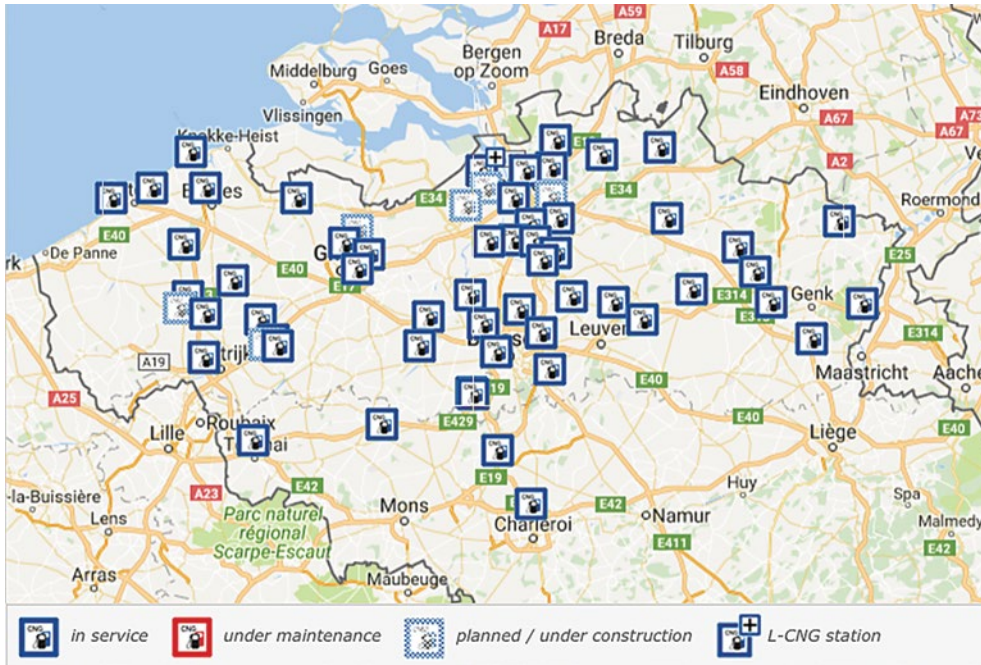 A59
A17
Breda
Tilburg
Bergen
op Zoom
Middelburg
Goes
A58
Eindhoven
Vlissingen
A67
A73
A67
Knokke-Heist
A2
E34
E34
Roermond
E40
De Panne
E25
E40
E17
E314
Genk
E314
Leuven
A19
Maastricht
Aache
E40
A25
E19
E429
E40
Roubaix
Lille
Liège
E40
E19
Huy
-la-Buissière
A23
E42
Spa
Mons
E42
Namur
Lens
Parc naturel
régional
Scarpe-Escaut
Charleroi
Malmedy
E411
E42
Arras
Maubeuge
in service
under maintenance
planned / under construction
L-CNG station